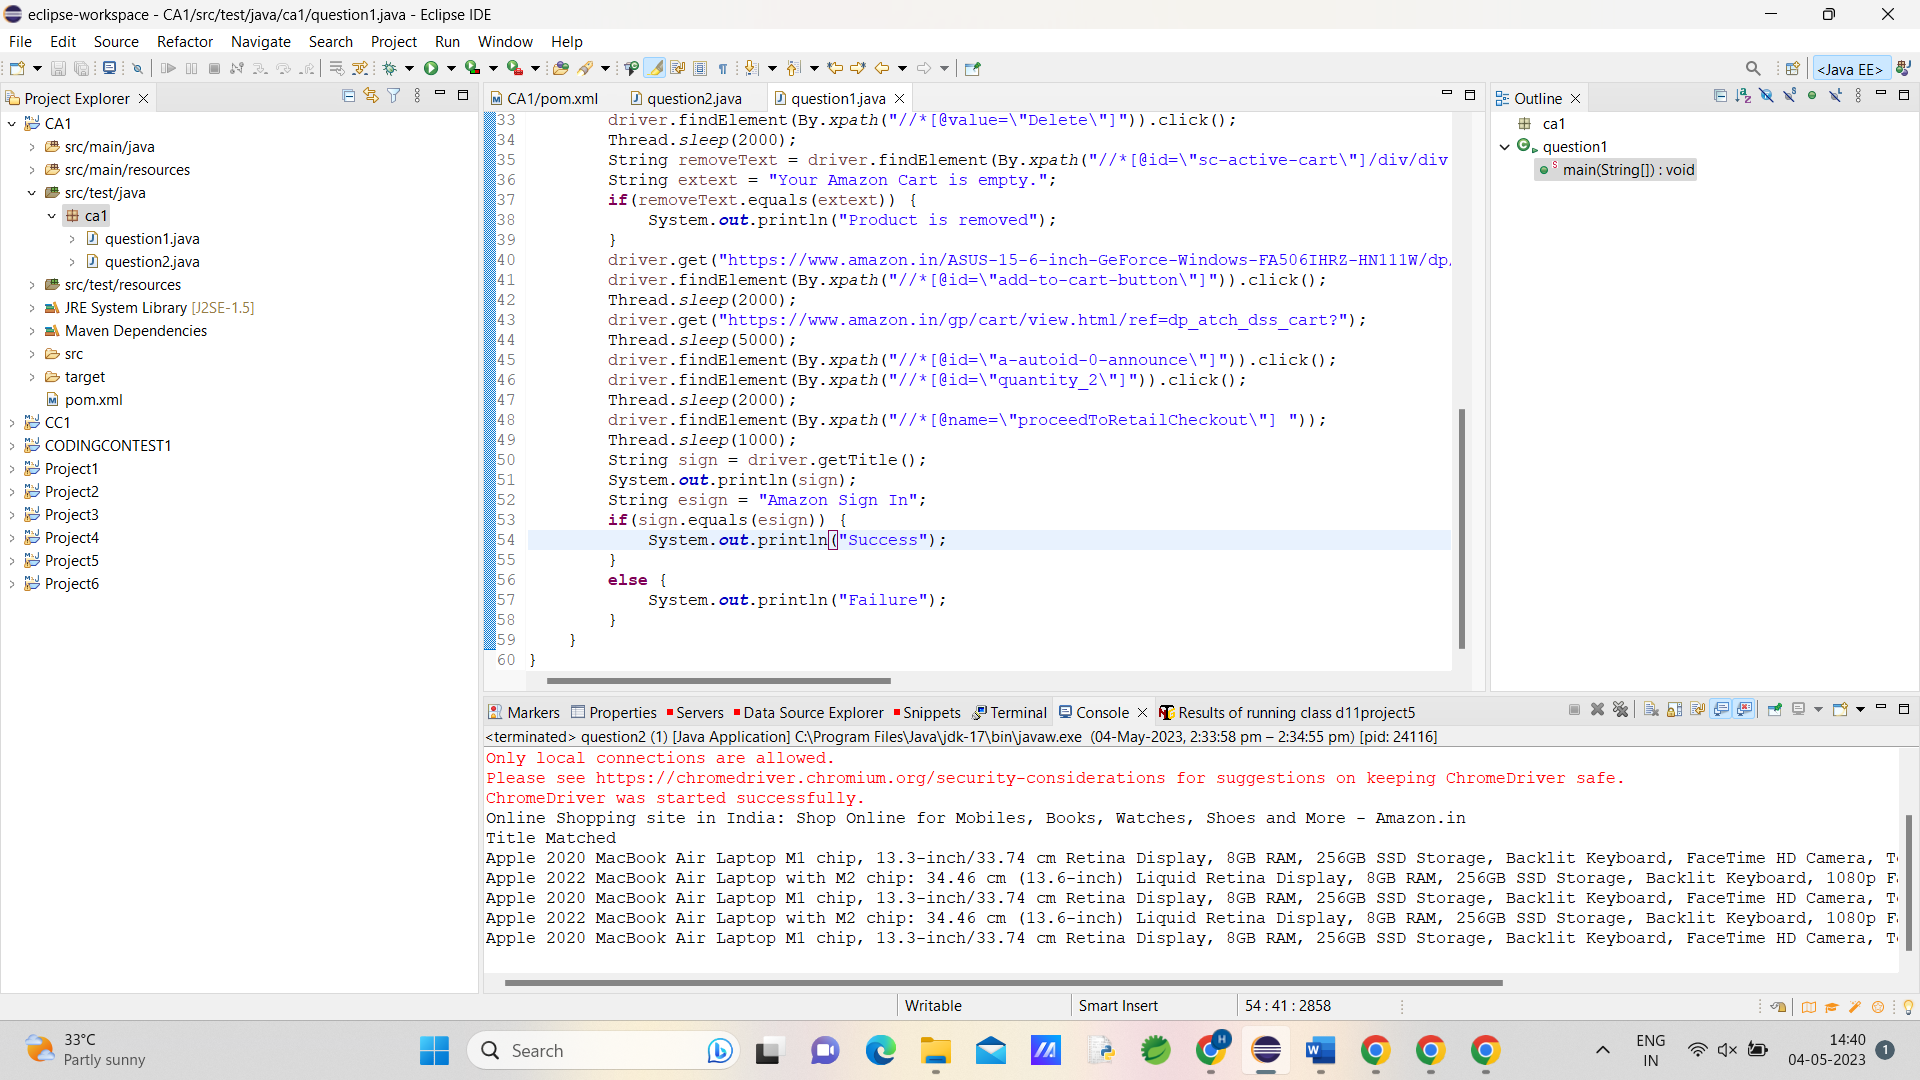 eclipse-workspace - CA1/src/test/java/ca1/question1.java - Eclipse IDE
File Edit Source Refactor Navigate Search Project Run Window Help
<Java EE>
Project Explorer
CA1
src/main/java
src/main/resources
src/test/java
ca1
question1.java
question2.java
src/test/resources
JRE System Library [J2SE-1.5]
Maven Dependencies
src
target
pom.xml
CC1
CODINGCONTEST1
Project1
Project2
Project3
Project4
Project5
Project6
CA1/pom.xml question2.java question1.java
33 driver.findElement(By.xpath("//*[@value=\"Delete\"]")).click();
34 Thread.sleep(2000);
35 String removeText = driver.findElement(By.xpath("//*[@id=\"sc-active-cart\"]/div/div
36 String extext = "Your Amazon Cart is empty.";
37 if(removeText.equals(extext)) {
38 System.out.println("Product is removed");
39 }
40 driver.get("https://www.amazon.in/ASUS-15-6-inch-GeForce-Windows-FA506IHRZ-HN111W/dp/
41 driver.findElement(By.xpath("//*[@id=\"add-to-cart-button\"]")).click();
42 Thread.sleep(2000);
43 driver.get("https://www.amazon.in/gp/cart/view.html/ref=dp_atch_dss_cart?");
44 Thread.sleep(5000);
45 driver.findElement(By.xpath("//*[@id=\"a-autoid-0-announce\"]")).click();
46 driver.findElement(By.xpath("//*[@id=\"quantity_2\"]")).click();
47 Thread.sleep(2000);
48 driver.findElement(By.xpath("//*[@name=\"proceedToRetailCheckout\"] "));
49 Thread.sleep(1000);
50 String sign = driver.getTitle();
51 System.out.println(sign);
52 String esign = "Amazon Sign In";
53 if(sign.equals(esign)) {
54 System.out.println("Success");
55 }
56 else {
57 System.out.println("Failure");
58 }
59 }
60 }
Outline
ca1
question1
main(String[]) : void
Markers Properties Servers Data Source Explorer Snippets Terminal Console Results of running class d11project5
<terminated> question2 (1) [Java Application] C:\Program Files\Java\jdk-17\bin\javaw.exe (04-May-2023, 2:33:58 pm – 2:34:55 pm) [pid: 24116]
Only local connections are allowed.
Please see https://chromedriver.chromium.org/security-considerations for suggestions on keeping ChromeDriver safe.
ChromeDriver was started successfully.
Online Shopping site in India: Shop Online for Mobiles, Books, Watches, Shoes and More - Amazon.in
Title Matched
Apple 2020 MacBook Air Laptop M1 chip, 13.3-inch/33.74 cm Retina Display, 8GB RAM, 256GB SSD Storage, Backlit Keyboard, FaceTime HD Camera,
Apple 2022 MacBook Air Laptop with M2 chip: 34.46 cm (13.6-inch) Liquid Retina Display, 8GB RAM, 256GB SSD Storage, Backlit Keyboard, 1080p
Apple 2020 MacBook Air Laptop M1 chip, 13.3-inch/33.74 cm Retina Display, 8GB RAM, 256GB SSD Storage, Backlit Keyboard, FaceTime HD Camera,
Apple 2022 MacBook Air Laptop with M2 chip: 34.46 cm (13.6-inch) Liquid Retina Display, 8GB RAM, 256GB SSD Storage, Backlit Keyboard, 1080p
Apple 2020 MacBook Air Laptop M1 chip, 13.3-inch/33.74 cm Retina Display, 8GB RAM, 256GB SSD Storage, Backlit Keyboard, FaceTime HD Camera,
Writable Smart Insert 54 : 41 : 2858
33°C
Partly sunny
Search
H
ENG
IN
14:40
04-05-2023
1